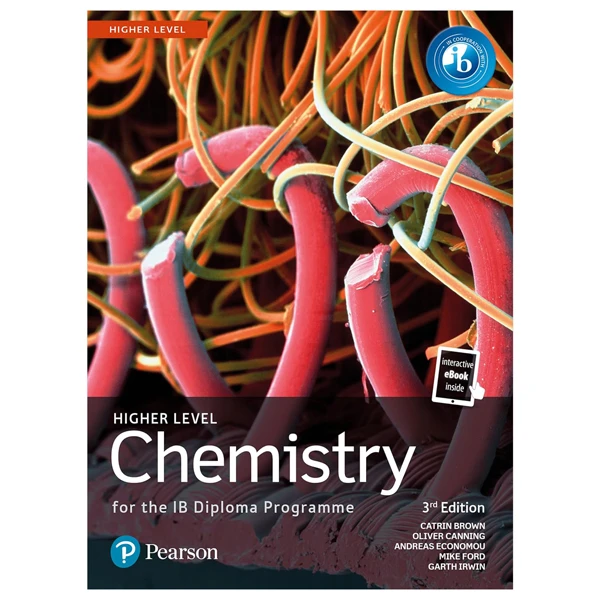 HIGHER LEVEL
IN COOPERATION WITH
ib
interactive
eBook
inside
HIGHER LEVEL
Chemistry
for the IB Diploma Programme
3rd Edition
CATRIN BROWN
OLIVER CANNING
ANDREAS ECONOMOU
MIKE FORD
GARTH IRWIN
P Pearson